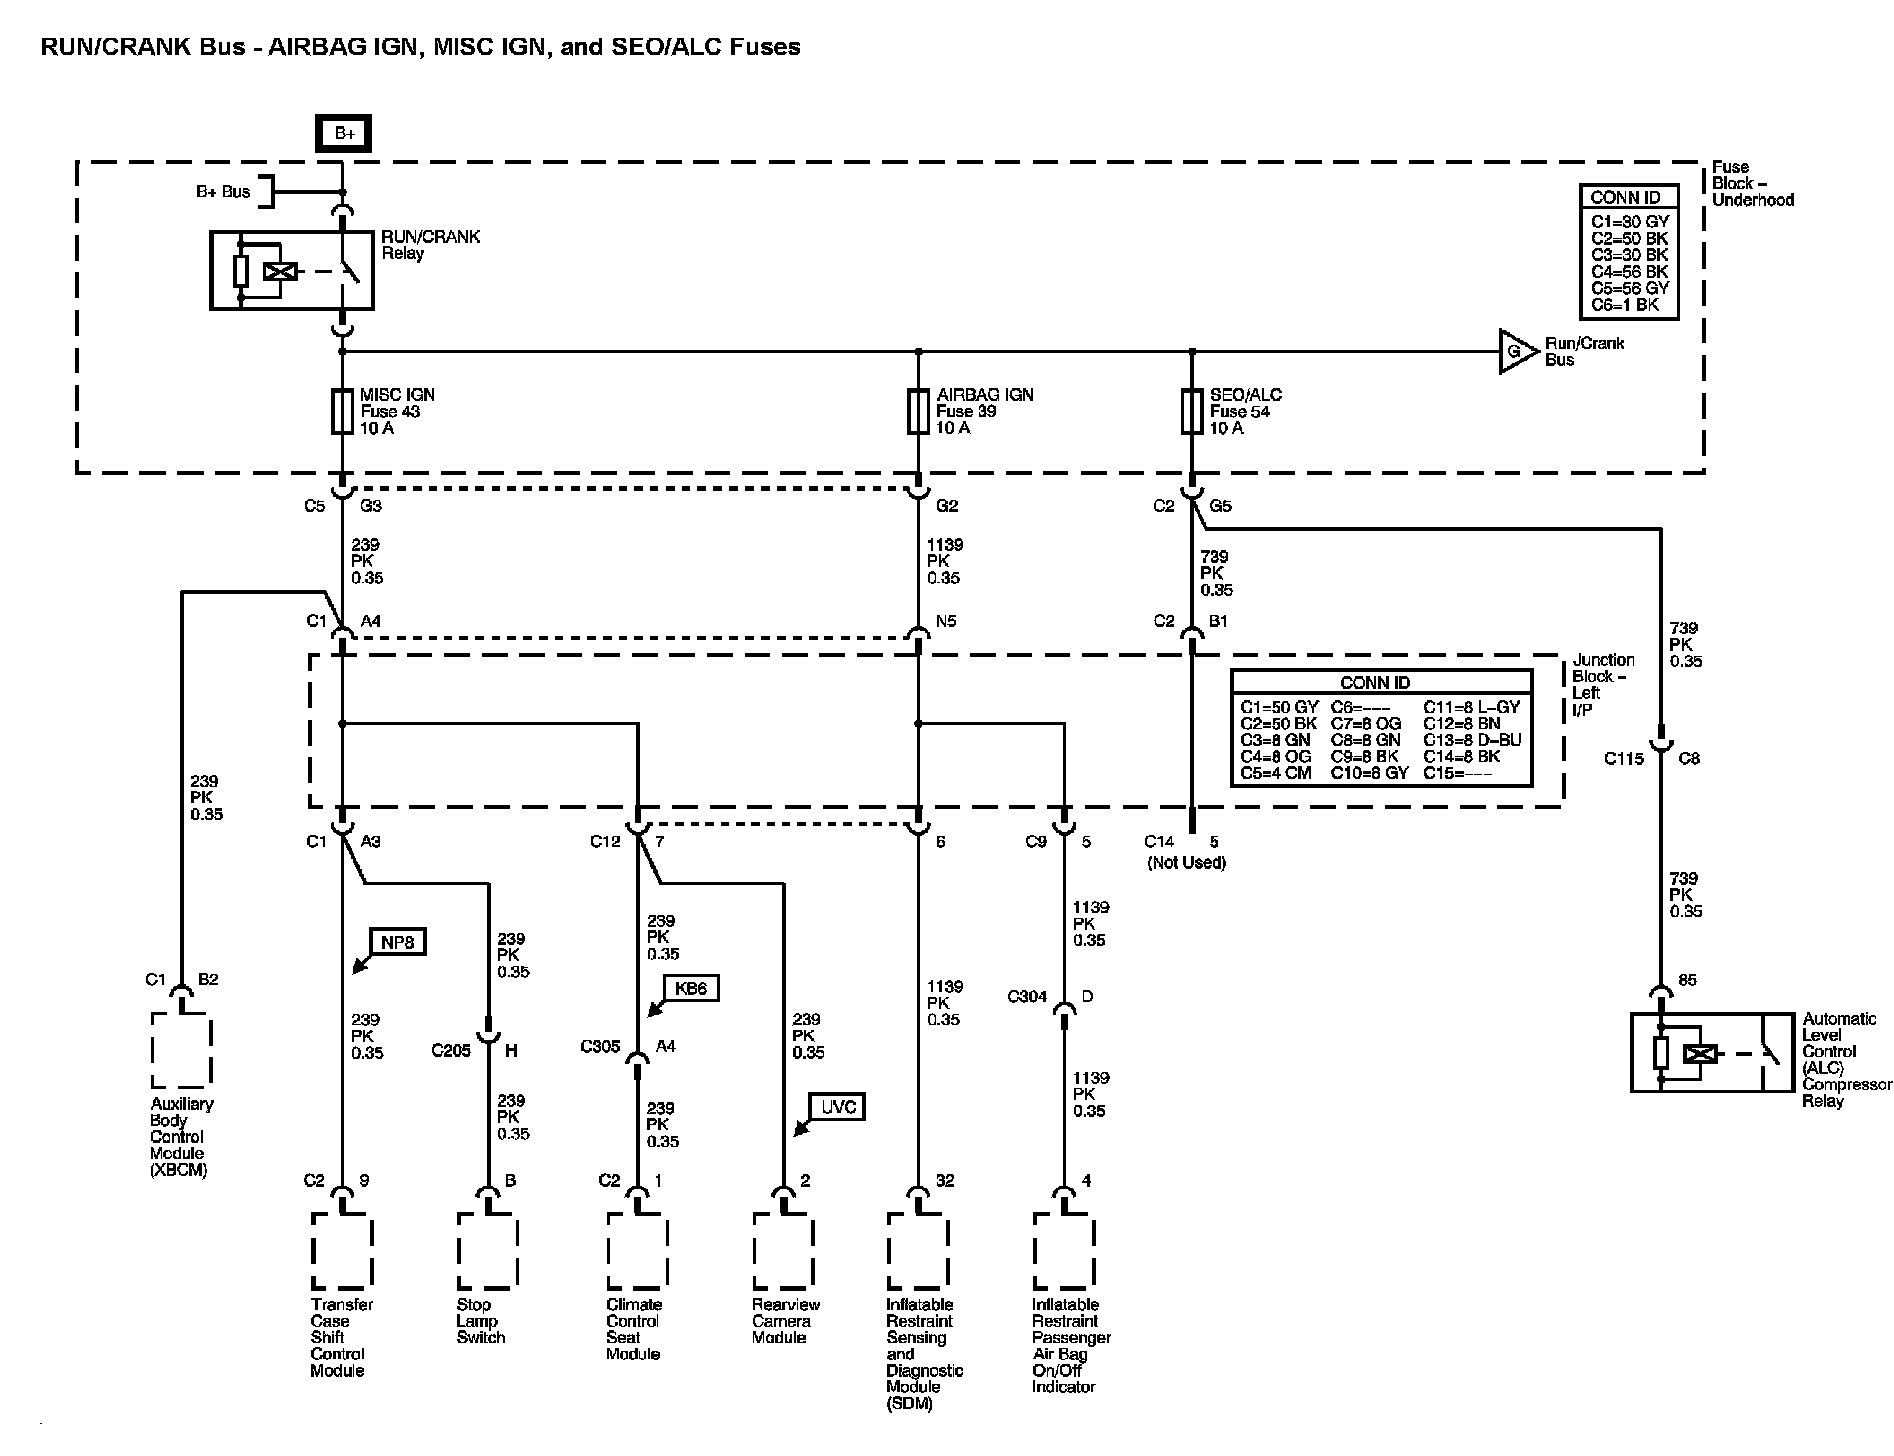 RUN/CRANK Bus - AIRBAG IGN, MISC IGN, and SEO/ALC Fuses
B+
B+ Bus
RUN/CRANK
Relay
Fuse
Block –
Underhood
CONN ID
C1=30 GY
C2=50 BK
C3=30 BK
C4=56 BK
C5=56 GY
C6=1 BK
G
Run/Crank
Bus
MISC IGN
Fuse 43
10 A
AIRBAG IGN
Fuse 39
10 A
SEO/ALC
Fuse 54
10 A
C5 G3
G2
C2 G5
239
PK
0.35
1139
PK
0.35
739
PK
0.35
C1 A4
N5
C2 B1
739
PK
0.35
Junction
Block –
Left
I/P
CONN ID
C1=50 GY C6=--- C11=8 L-GY
C2=50 BK C7=8 OG C12=8 BN
C3=8 GN C8=8 GN C13=8 D-BU
C4=8 OG C9=8 BK C14=8 BK
C5=4 CM C10=8 GY C15=---
C115 C8
239
PK
0.35
C1 A3
C12 7
6
C9 5
C14 5
(Not Used)
NP8
239
PK
0.35
239
PK
0.35
KB6
1139
PK
0.35
1139
PK
0.35
739
PK
0.35
C1 B2
85
Auxiliary
Body
Control
Module
(XBCM)
239
PK
0.35
C205 H
C305 A4
239
PK
0.35
C304 D
Automatic
Level
Control
(ALC)
Compressor
Relay
239
PK
0.35
239
PK
0.35
UVC
1139
PK
0.35
C2 9
B
C2 1
2
32
4
Transfer
Case
Shift
Control
Module
Stop
Lamp
Switch
Climate
Control
Seat
Module
Rearview
Camera
Module
Inflatable
Restraint
Sensing
and
Diagnostic
Module
(SDM)
Inflatable
Restraint
Passenger
Air Bag
On/Off
Indicator